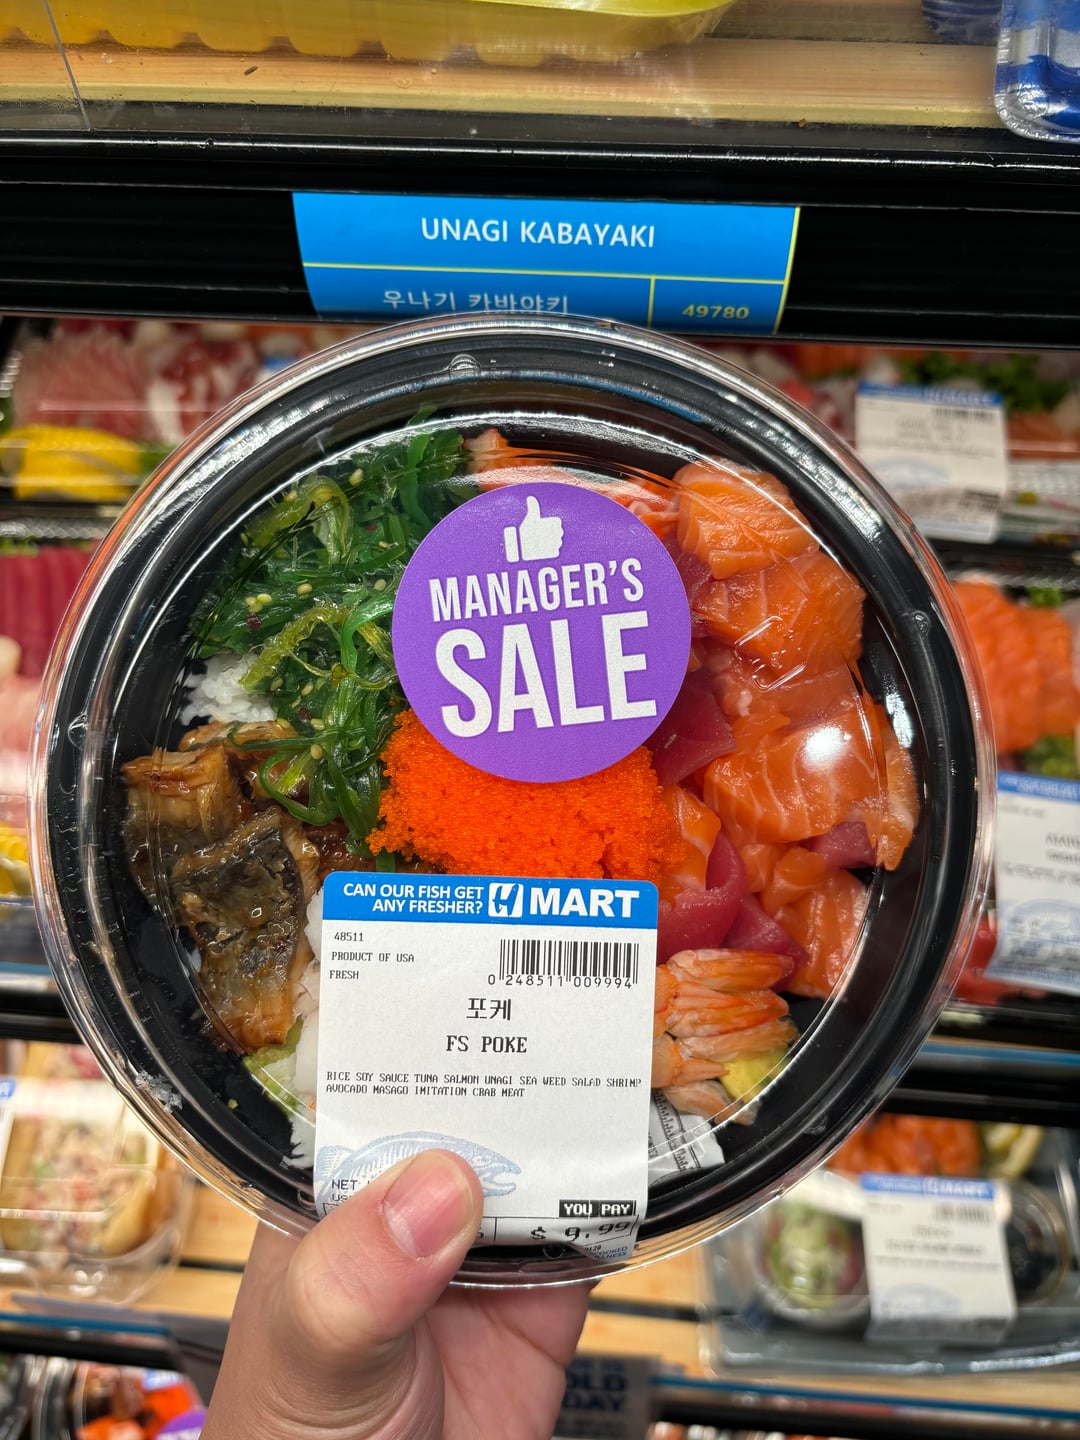 UNAGI KABAYAKI
우나기 카바야키
49780
MANAGER'S
SALE
CAN OUR FISH GET
ANY FRESHER?
H MART
48511
PRODUCT OF USA
FRESH
0 248511 009994
포케
FS POKE
RICE SOY SAUCE TUNA SALMON UNAGI SEA WEED SALAD SHRIMP
AVOCADO MASAGO IMITATION CRAB MEAT
NET
YOU PAY
$ 9.99